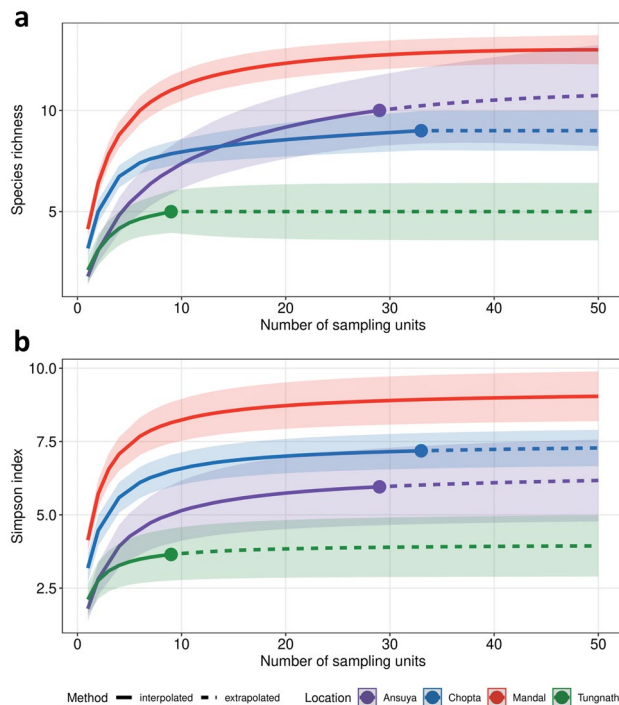 a
Species richness
10
5
0 10 20 30 40 50
Number of sampling units
b
Simpson index
10.0
7.5
5.0
2.5
0 10 20 30 40 50
Number of sampling units
Method interpolated extrapolated Location Ansuya Chopta Mandal Tungnath